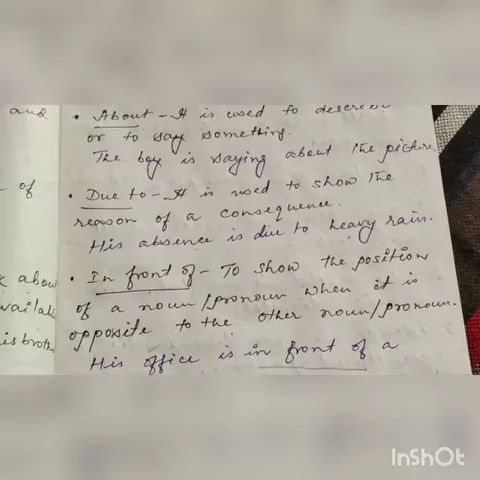 and
• About - It is used to describe
or to say something.
The boy is saying about the picture
of
• Due to - It is used to show the
reason of a consequence.
His absence is due to heavy rain.
about
• In front of - To show the position
of a noun/pronoun when it is
opposite to the other noun/pronoun.
His office is in front of a
InShOt